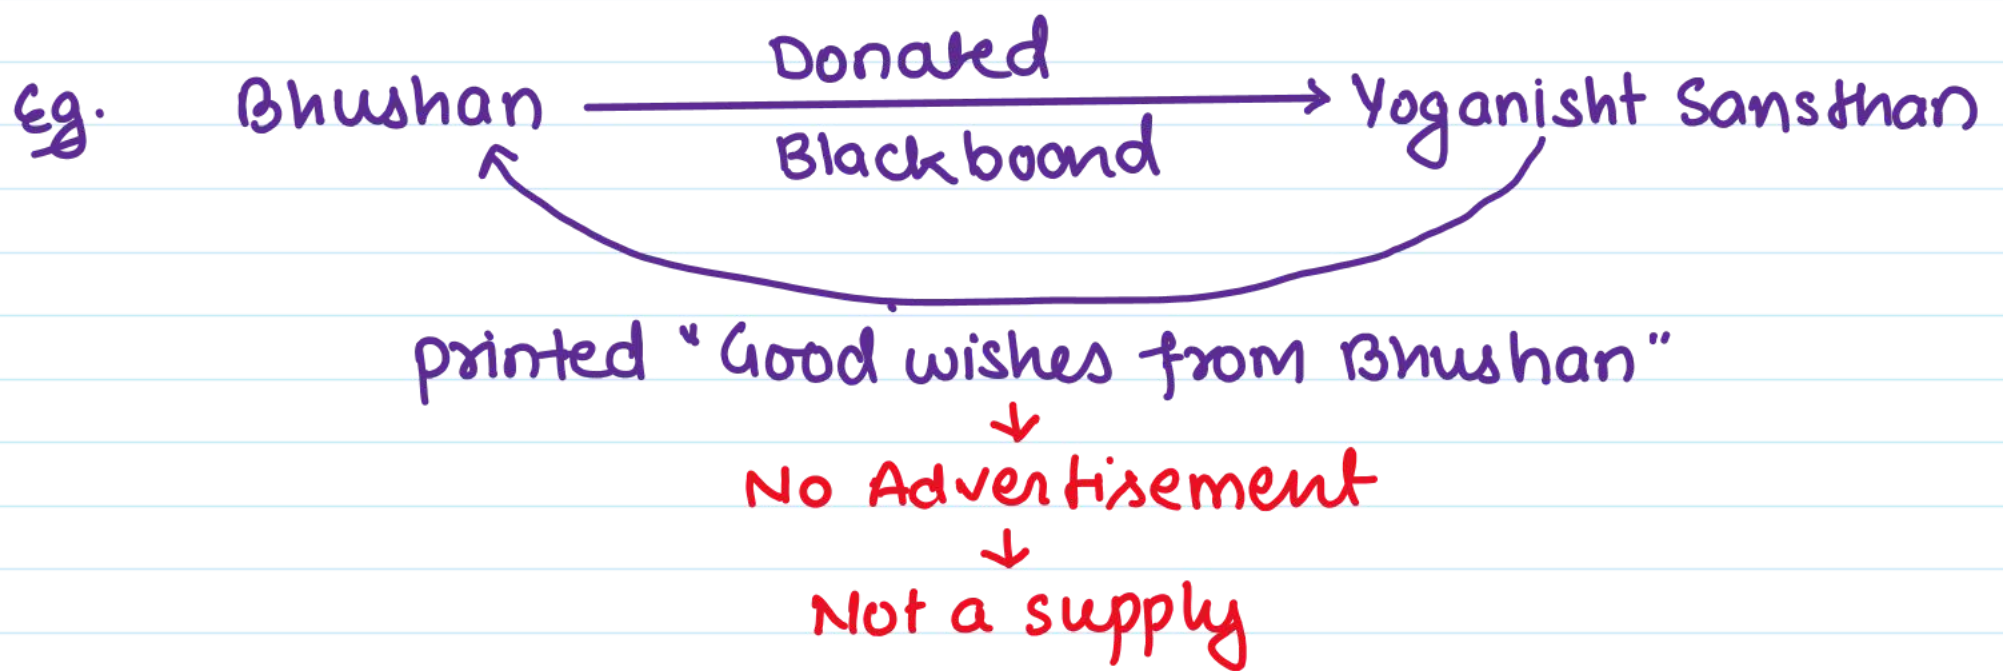 Eg. Bhushan Donated Yoganisht Sansthan
Blackboard
printed "Good wishes from Bhushan"
↓
No Advertisement
↓
Not a supply